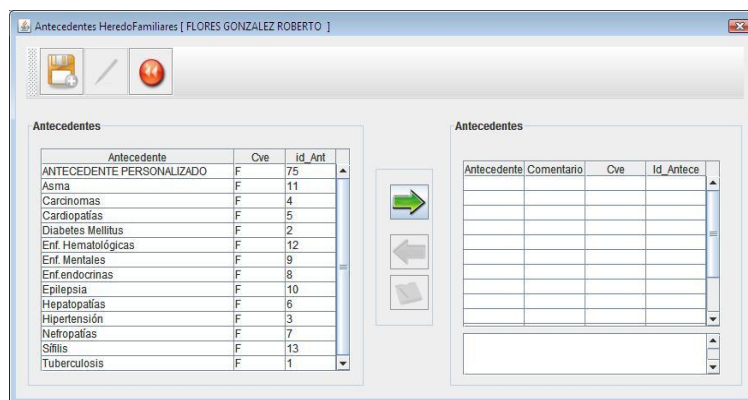 Antecedentes HeredoFamiliares [ FLORES GONZALEZ ROBERTO ]
Antecedentes
Antecedente Cve id_Ant
ANTECEDENTE PERSONALIZADO F 75
Asma F 11
Carcinomas F 4
Cardiopatías F 5
Diabetes Mellitus F 2
Enf. Hematológicas F 12
Enf. Mentales F 9
Enf.endocrinas F 8
Epilepsia F 10
Hepatopatías F 6
Hipertensión F 3
Nefropatías F 7
Sífilis F 13
Tuberculosis F 1
Antecedentes
Antecedente Comentario Cve Id_Antece